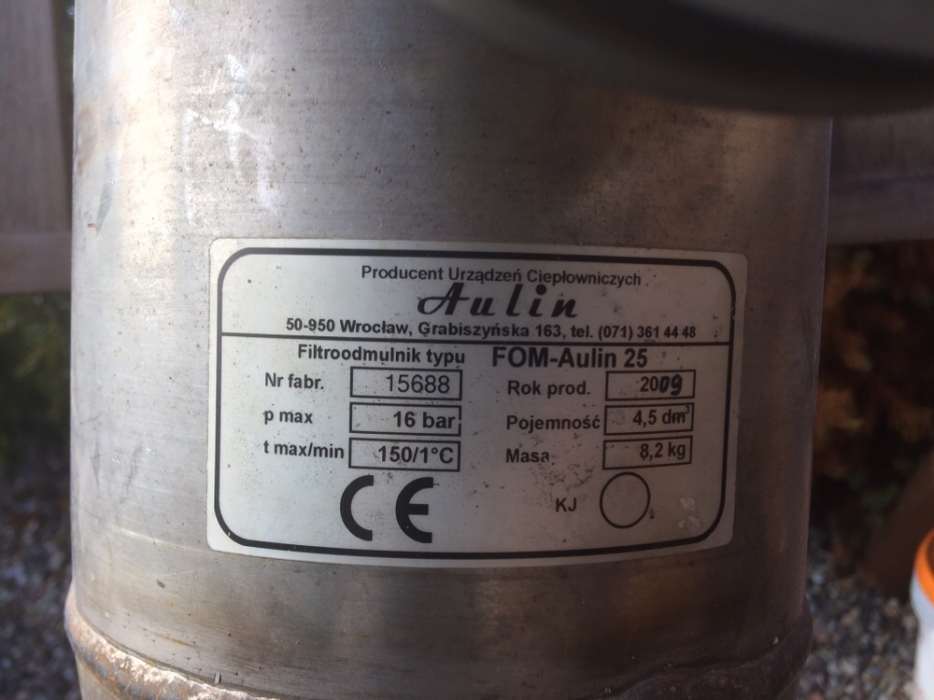 Producent Urządzeń Ciepłowniczych
Aulin
50-950 Wrocław, Grabiszyńska 163, tel. (071) 361 44 48
Filtroodmulnik typu FOM-Aulin 25
Nr fabr. 15688 Rok prod. 2009
p max 16 bar Pojemność 4,5 dm³
t max/min 150/1°C Masa 8,2 kg
CE KJ